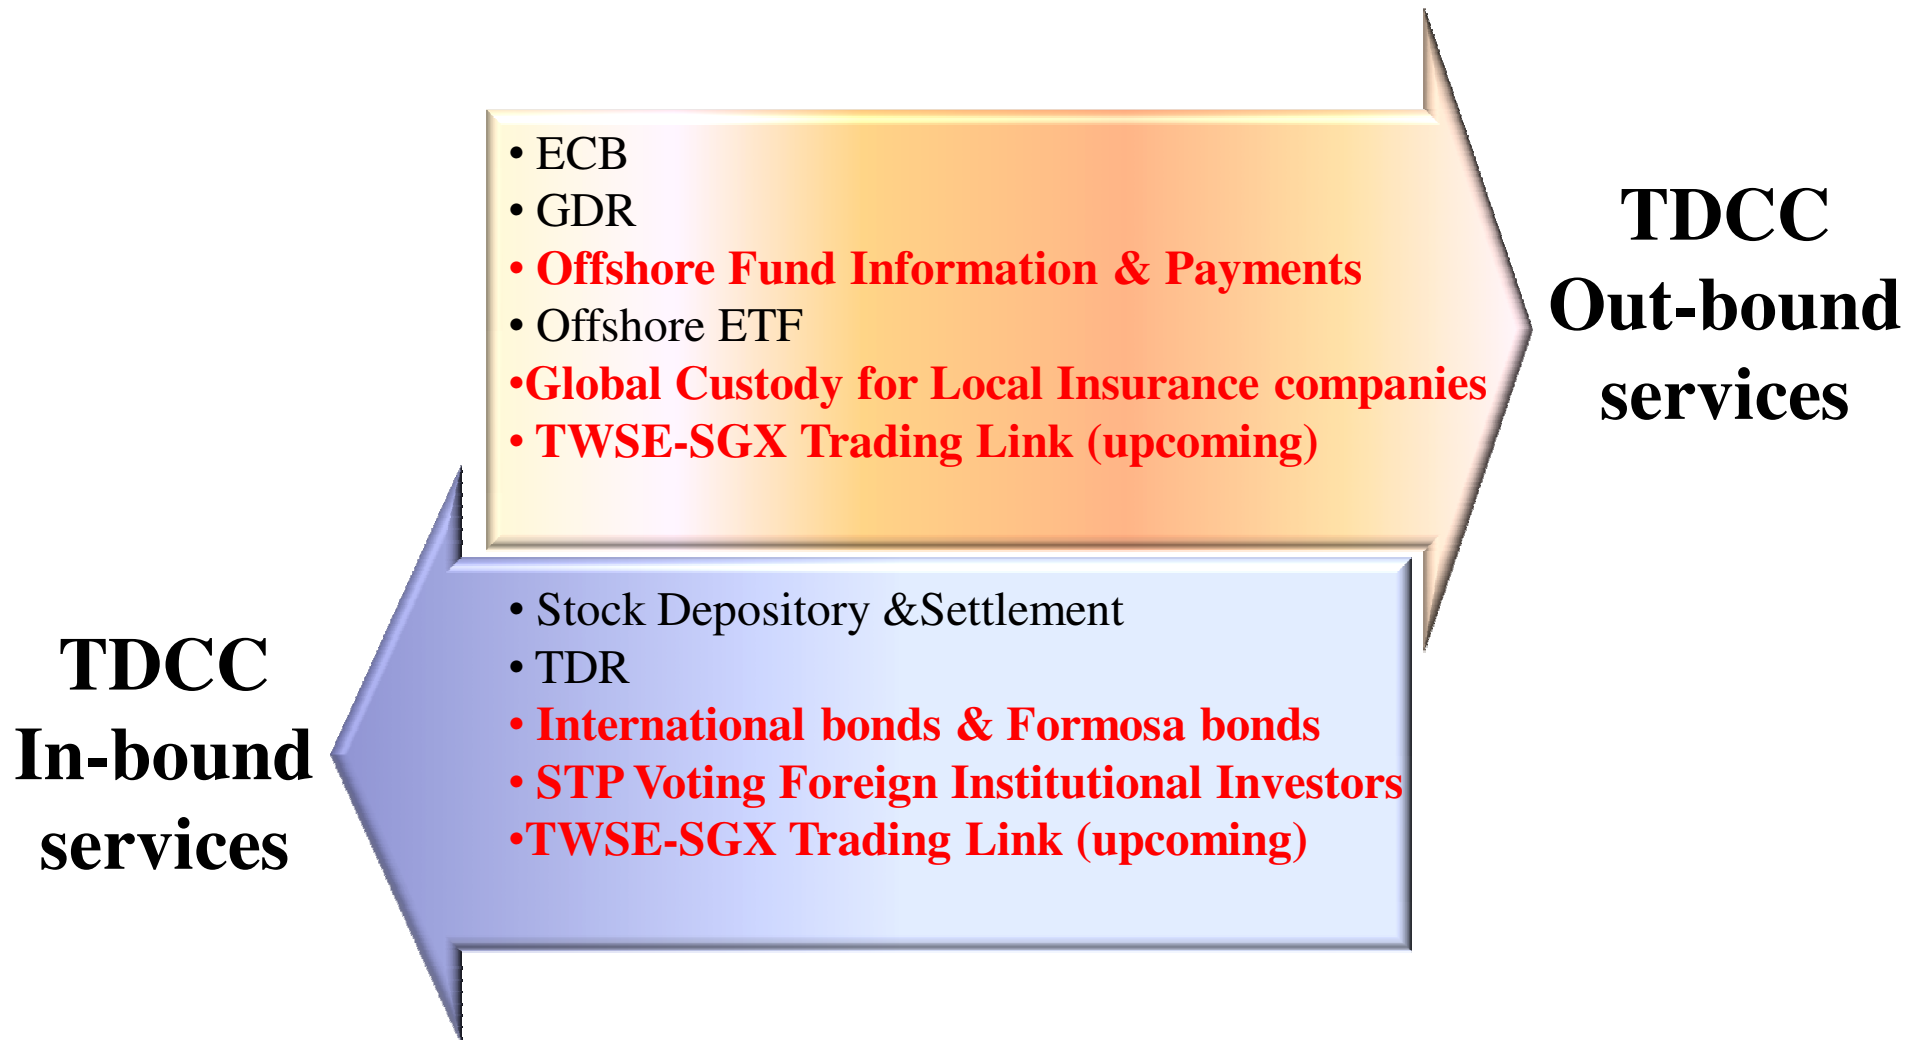 • ECB
• GDR
• Offshore Fund Information & Payments
• Offshore ETF
•Global Custody for Local Insurance companies
• TWSE-SGX Trading Link (upcoming)
TDCC
Out-bound
services
• Stock Depository &Settlement
• TDR
• International bonds & Formosa bonds
• STP Voting Foreign Institutional Investors
•TWSE-SGX Trading Link (upcoming)
TDCC
In-bound
services